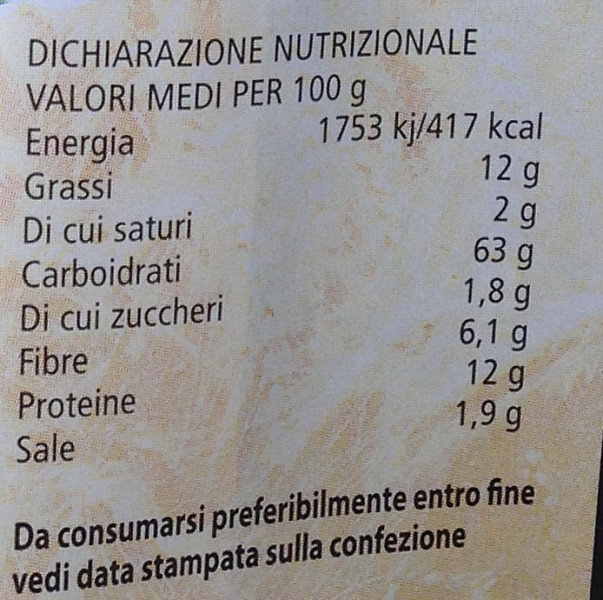 DICHIARAZIONE NUTRIZIONALE
VALORI MEDI PER 100 g
Energia 1753 kj/417 kcal
Grassi 12 g
Di cui saturi 2 g
Carboidrati 63 g
Di cui zuccheri 1,8 g
Fibre 6,1 g
Proteine 12 g
Sale 1,9 g
Da consumarsi preferibilmente entro fine
vedi data stampata sulla confezione